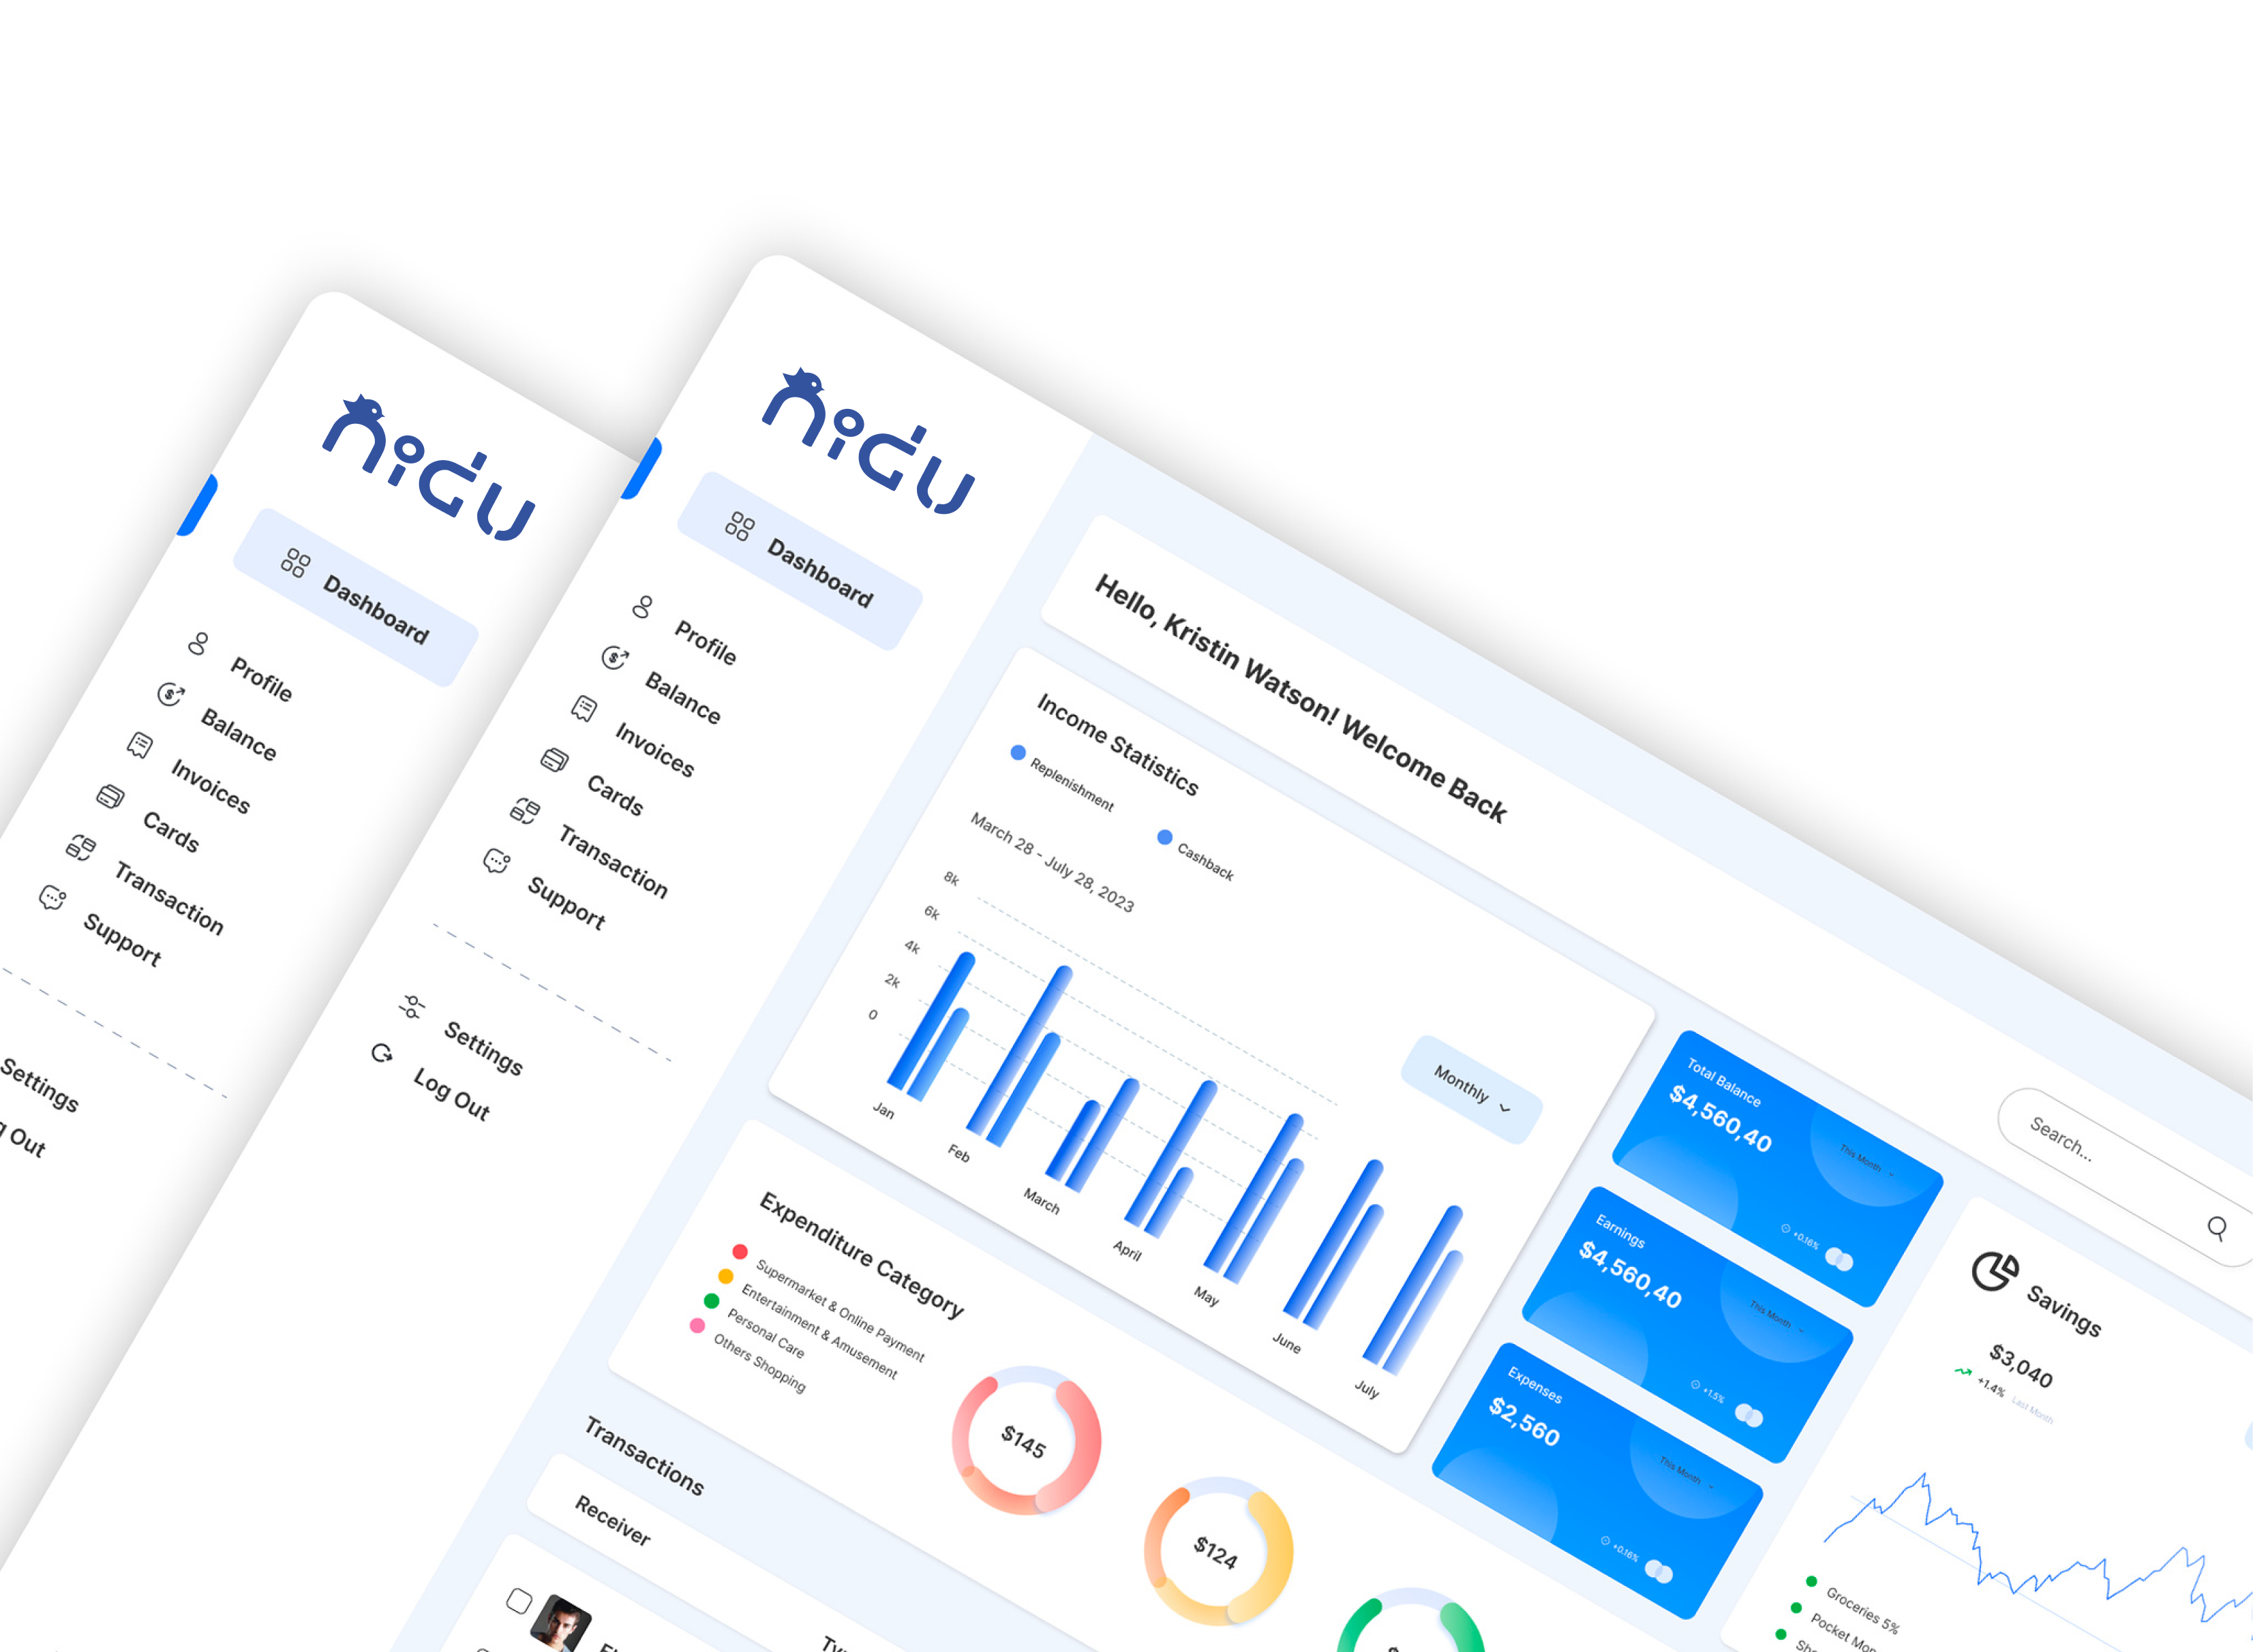 nidy
Dashboard
Profile
Balance
Invoices
Cards
Transaction
Support
Settings
Out
nidy
Dashboard
Profile
Balance
Invoices
Cards
Transaction
Support
Settings
Log Out
Hello, Kristin Watson! Welcome Back
Search...
Income Statistics
Replenishment
Cashback
March 28 - July 28, 2023
Monthly
8k
6k
4k
2k
0
Jan
Feb
March
April
May
June
July
Total Balance
$4,560,40
This Month
+0.16%
Earnings
$4,560,40
This Month
+1.5%
Expenses
$2,560
This Month
+0.16%
Savings
$3,040
+1.4% Last Month
Groceries 5%
Pocket
Expenditure Category
Supermarket & Online Payment
Entertainment & Amusement
Personal Care
Others Shopping
$145
$124
Transactions
Receiver